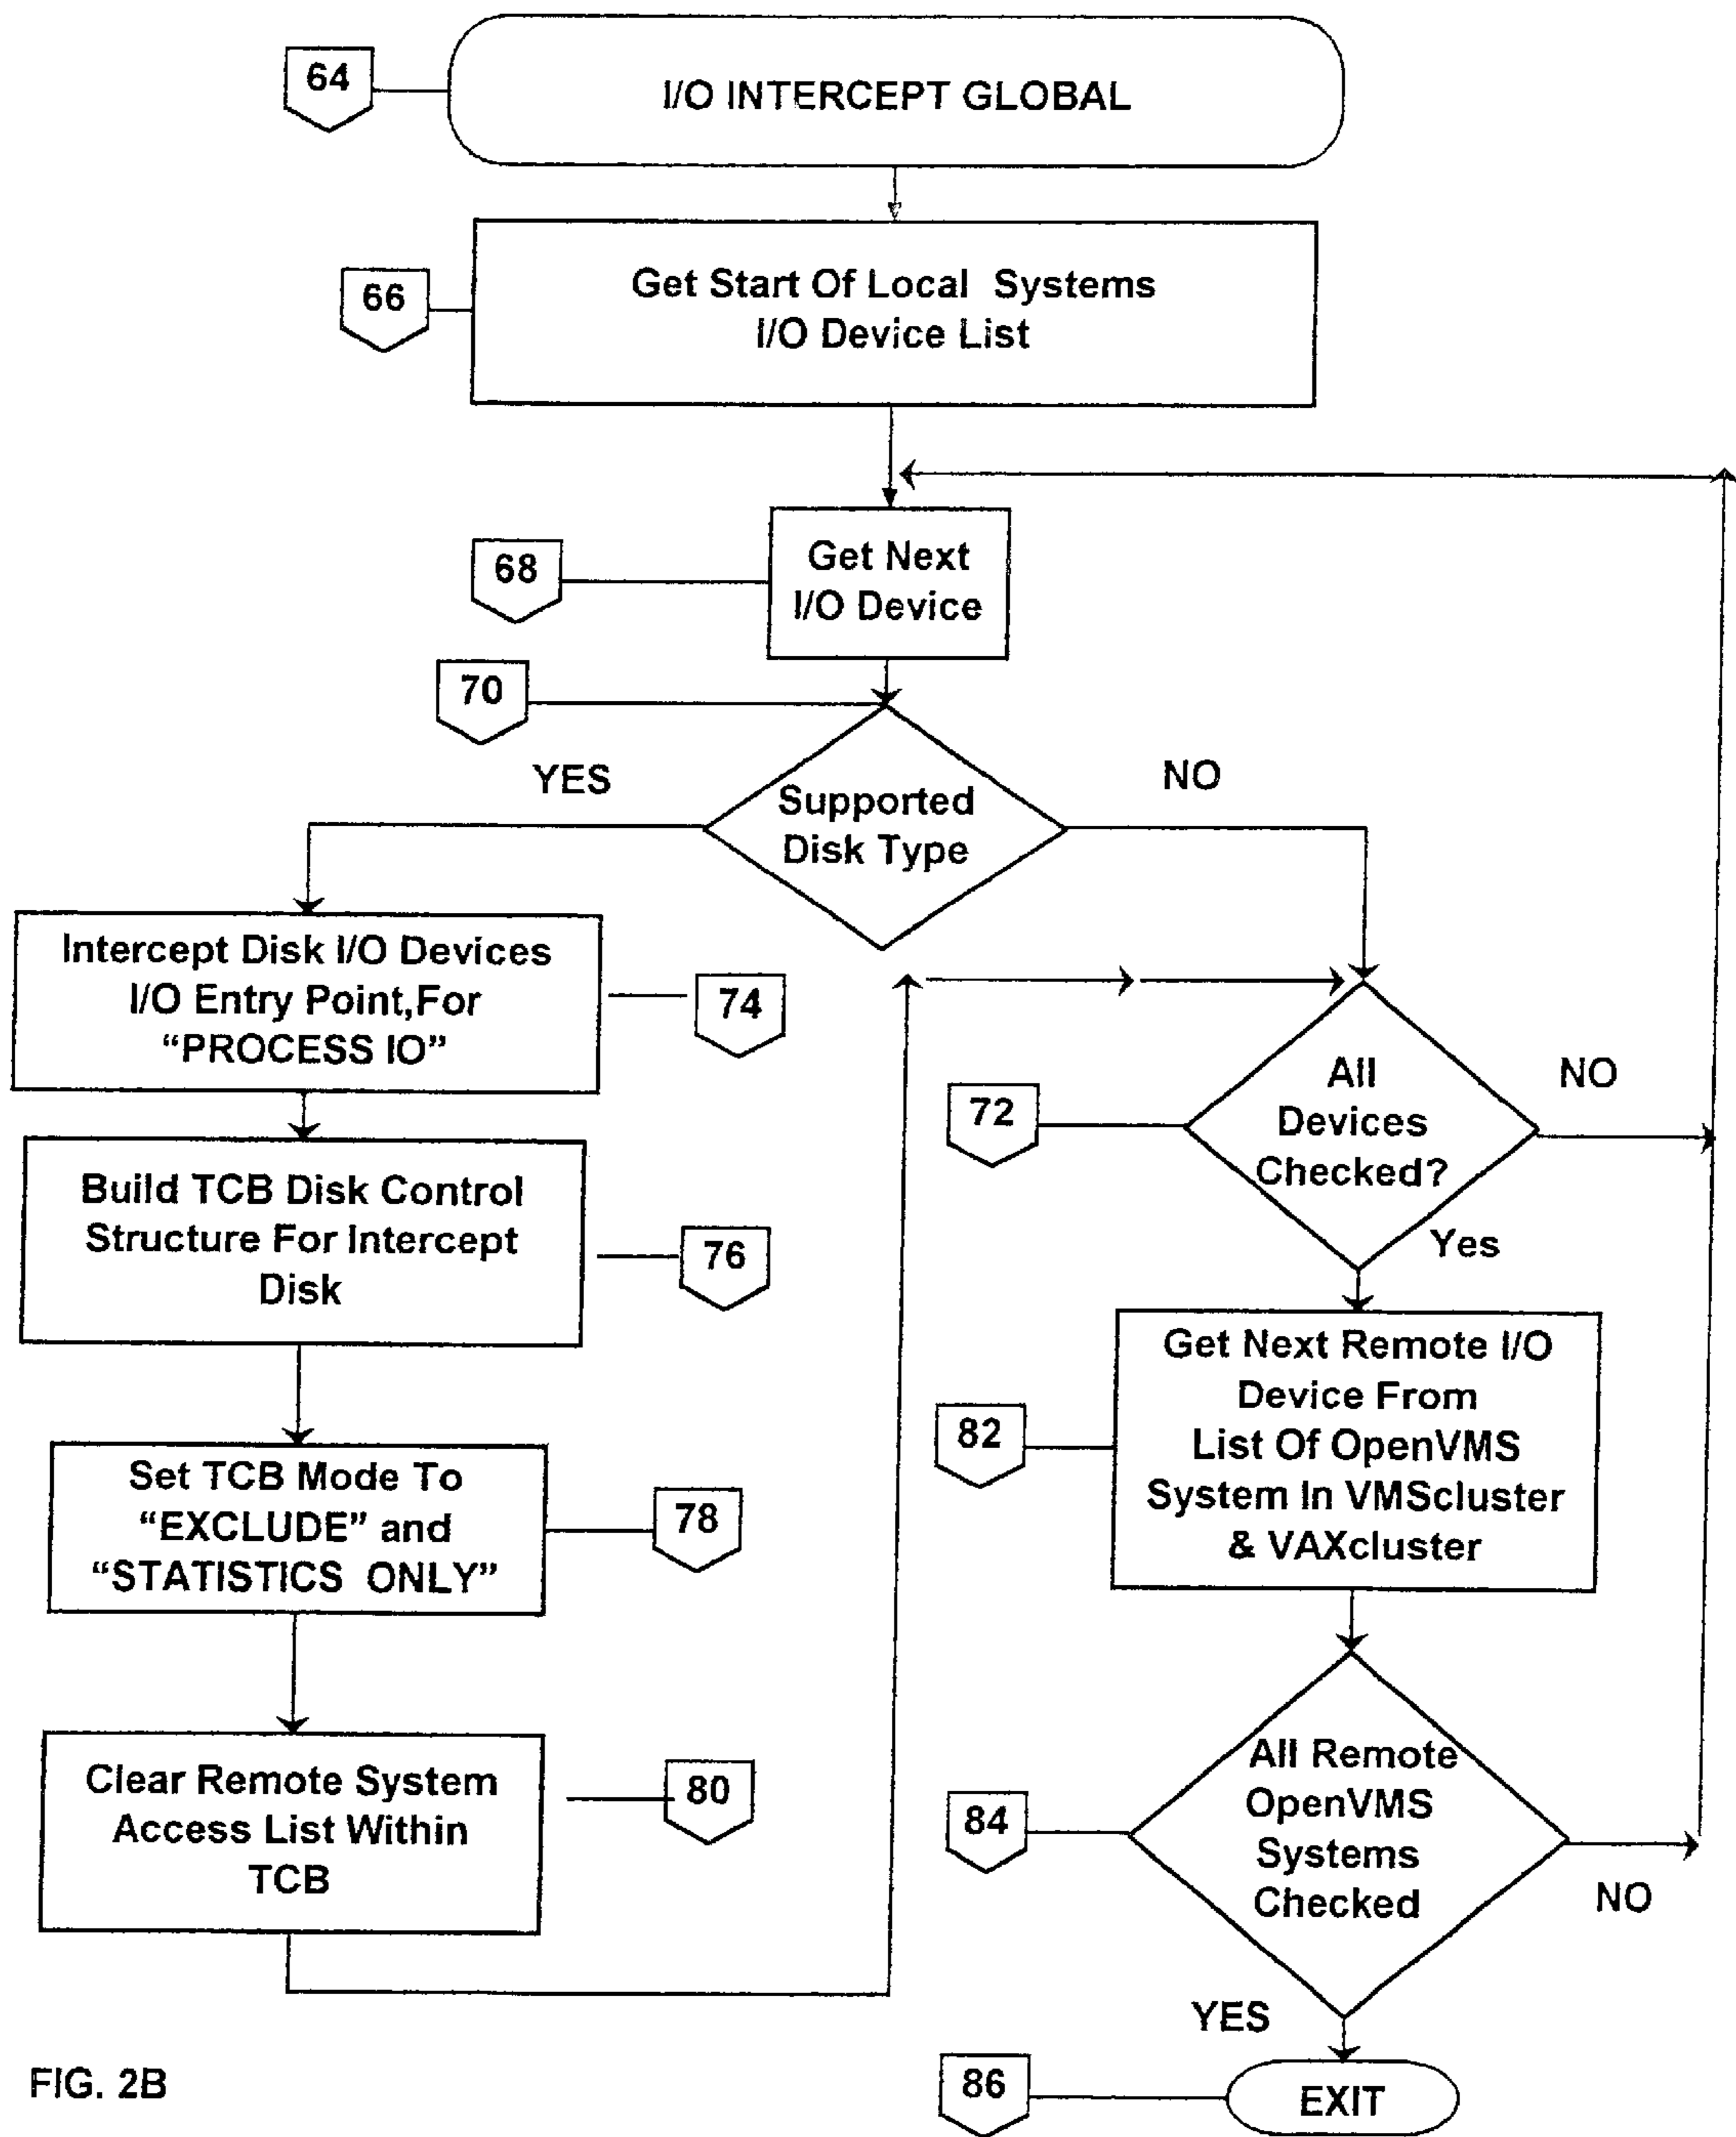 64
I/O INTERCEPT GLOBAL
66
Get Start Of Local Systems
I/O Device List
68
Get Next
I/O Device
70
YES
NO
Supported
Disk Type
Intercept Disk I/O Devices
I/O Entry Point,For
“PROCESS IO”
74
72
All
Devices
Checked?
NO
Yes
Build TCB Disk Control
Structure For Intercept
Disk
76
Get Next Remote I/O
Device From
List Of OpenVMS
System In VMScluster
& VAXcluster
82
Set TCB Mode To
“EXCLUDE” and
“STATISTICS ONLY”
78
Clear Remote System
Access List Within
TCB
80
84
All Remote
OpenVMS
Systems
Checked
NO
YES
86
EXIT
FIG. 2B